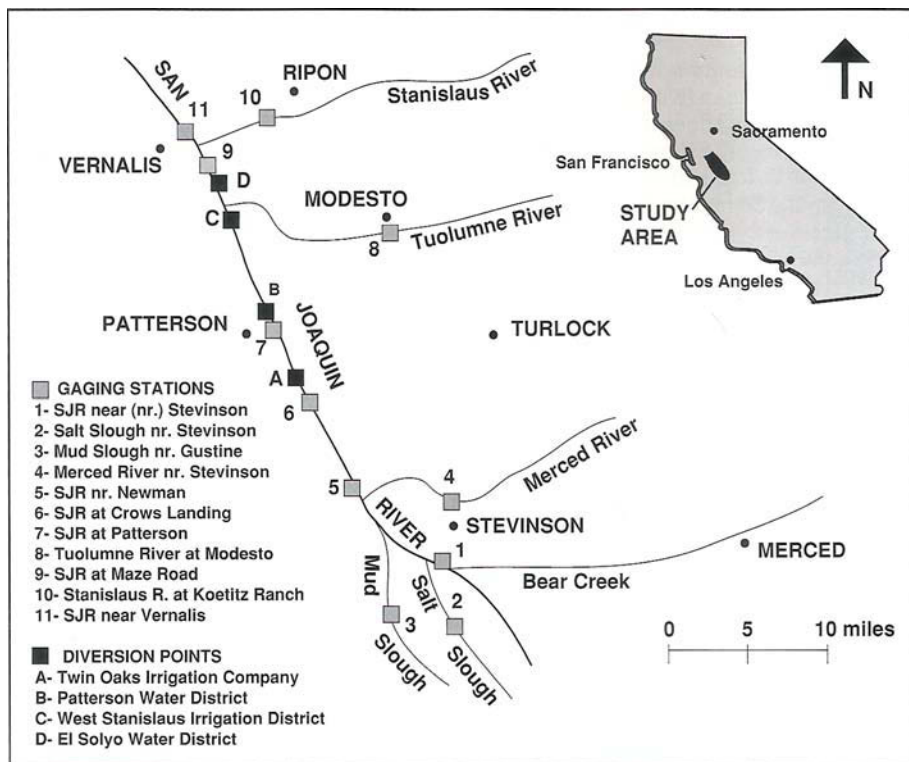 SAN
RIPON
10
Stanislaus River
11
VERNALIS
9
D
MODESTO
C
8
Tuolumne River
B
PATTERSON
7
JOAQUIN
TURLOCK
A
6
Merced River
5
4
RIVER
STEVINSON
MERCED
1
Bear Creek
Mud
Slough
3
Salt
Slough
2
N
Sacramento
San Francisco
STUDY
AREA
Los Angeles
0 5 10 miles
GAGING STATIONS
1- SJR near (nr.) Stevinson
2- Salt Slough nr. Stevinson
3- Mud Slough nr. Gustine
4- Merced River nr. Stevinson
5- SJR nr. Newman
6- SJR at Crows Landing
7- SJR at Patterson
8- Tuolumne River at Modesto
9- SJR at Maze Road
10- Stanislaus R. at Koetitz Ranch
11- SJR near Vernalis
DIVERSION POINTS
A- Twin Oaks Irrigation Company
B- Patterson Water District
C- West Stanislaus Irrigation District
D- El Solyo Water District